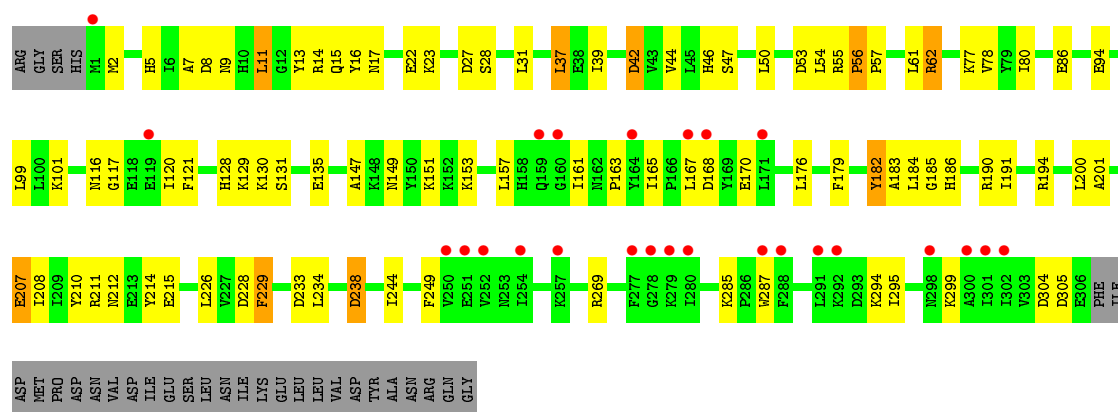 ARG GLY SER HIS M1 M2 H5 I6 A7 D8 N9 H10 L11 G12 Y13 R14 Q15 Y16 N17 E22 K23 D27 S28 L31 L37 E38 I39 D42 V43 V44 L45 H46 S47 L50 D53 L54 R55 P56 P57 L61 R62 K77 V78 Y79 I80 E86 E94
L99 L100 K101 N116 G117 E118 E119 I120 F121 H128 K129 K130 S131 E135 A147 K148 N149 Y150 K151 K152 K153 L157 H158 Q159 G160 I161 N162 P163 Y164 I165 P166 L167 D168 Y169 E170 L171 L176 F179 Y182 A183 L184 G185 H186 R190 I191 R194 L200 A201
E207 I208 I209 Y210 R211 N212 E213 Y214 E215 L226 V227 D228 F229 D233 L234 D238 I244 F249 V250 E251 V252 N253 I254 K257 R269 F277 G278 K279 I280 K285 P286 W287 F288 L291 K292 D293 K294 I295 N298 K299 A300 I301 I302 V303 D304 D305 E306 PHE ILE
ASP MET PRO ASP ASN VAL ASP ILE GLU SER LEU ASN ILE LYS GLU LEU LEU VAL ASP TYR ALA ASN ARG GLN GLY